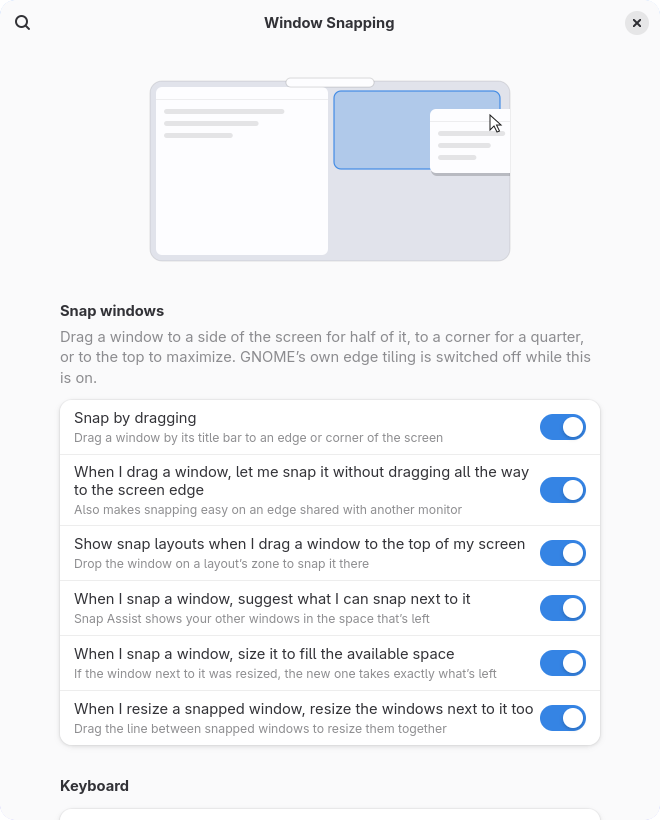 Window Snapping
Snap windows
Drag a window to a side of the screen for half of it, to a corner for a quarter,
or to the top to maximize. GNOME’s own edge tiling is switched off while this
is on.
Snap by dragging
Drag a window by its title bar to an edge or corner of the screen
When I drag a window, let me snap it without dragging all the way
to the screen edge
Also makes snapping easy on an edge shared with another monitor
Show snap layouts when I drag a window to the top of my screen
Drop the window on a layout’s zone to snap it there
When I snap a window, suggest what I can snap next to it
Snap Assist shows your other windows in the space that’s left
When I snap a window, size it to fill the available space
If the window next to it was resized, the new one takes exactly what’s left
When I resize a snapped window, resize the windows next to it too
Drag the line between snapped windows to resize them together
Keyboard